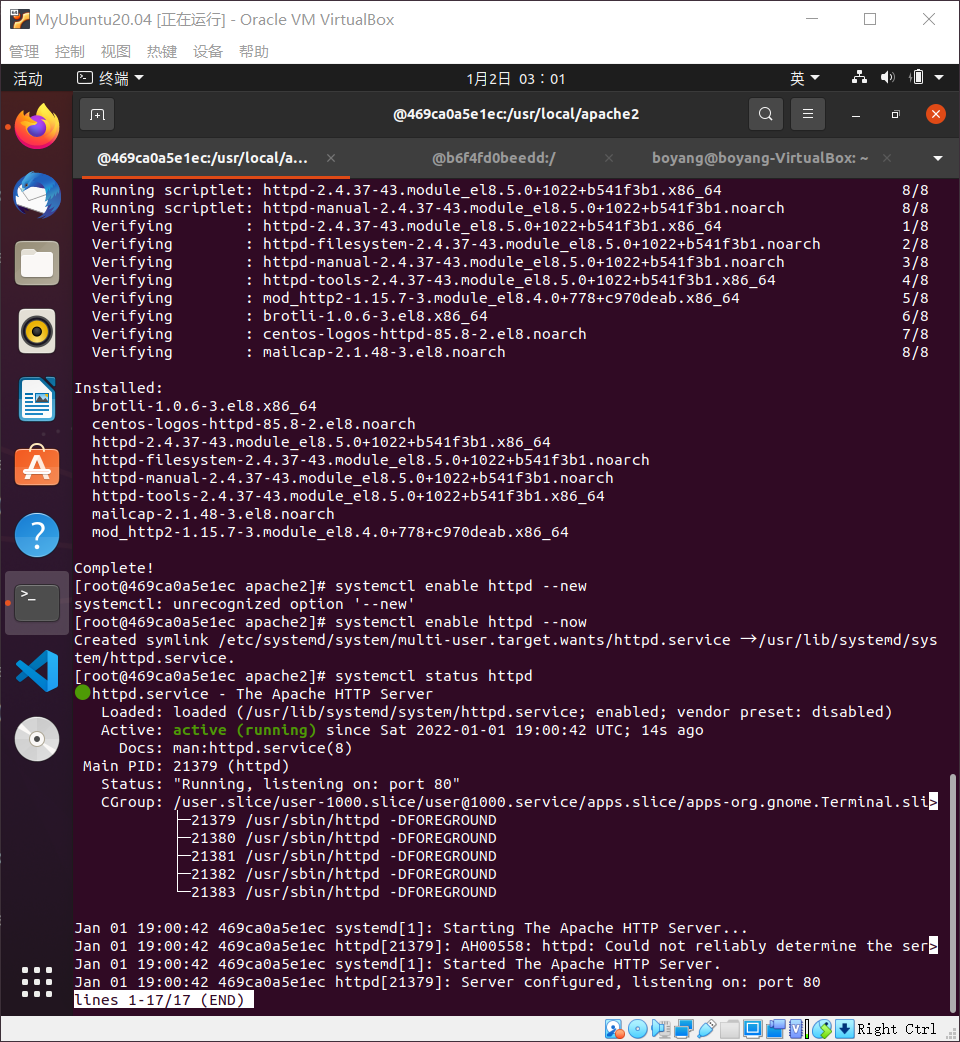 MyUbuntu20.04 [正在运行] - Oracle VM VirtualBox
管理 控制 视图 热键 设备 帮助
活动 终端 1月2日 03：01 英
@469ca0a5e1ec:/usr/local/apache2
@469ca0a5e1ec:/usr/local/a... @b6f4fd0beedd:/ boyang@boyang-VirtualBox: ~
Running scriptlet: httpd-2.4.37-43.module_el8.5.0+1022+b541f3b1.x86_64 8/8
Running scriptlet: httpd-manual-2.4.37-43.module_el8.5.0+1022+b541f3b1.noarch 8/8
Verifying : httpd-2.4.37-43.module_el8.5.0+1022+b541f3b1.x86_64 1/8
Verifying : httpd-filesystem-2.4.37-43.module_el8.5.0+1022+b541f3b1.noarch 2/8
Verifying : httpd-manual-2.4.37-43.module_el8.5.0+1022+b541f3b1.noarch 3/8
Verifying : httpd-tools-2.4.37-43.module_el8.5.0+1022+b541f3b1.x86_64 4/8
Verifying : mod_http2-1.15.7-3.module_el8.4.0+778+c970deab.x86_64 5/8
Verifying : brotli-1.0.6-3.el8.x86_64 6/8
Verifying : centos-logos-httpd-85.8-2.el8.noarch 7/8
Verifying : mailcap-2.1.48-3.el8.noarch 8/8
Installed:
brotli-1.0.6-3.el8.x86_64
centos-logos-httpd-85.8-2.el8.noarch
httpd-2.4.37-43.module_el8.5.0+1022+b541f3b1.x86_64
httpd-filesystem-2.4.37-43.module_el8.5.0+1022+b541f3b1.noarch
httpd-manual-2.4.37-43.module_el8.5.0+1022+b541f3b1.noarch
httpd-tools-2.4.37-43.module_el8.5.0+1022+b541f3b1.x86_64
mailcap-2.1.48-3.el8.noarch
mod_http2-1.15.7-3.module_el8.4.0+778+c970deab.x86_64
Complete!
[root@469ca0a5e1ec apache2]# systemctl enable httpd --new
systemctl: unrecognized option '--new'
[root@469ca0a5e1ec apache2]# systemctl enable httpd --now
Created symlink /etc/systemd/system/multi-user.target.wants/httpd.service →/usr/lib/systemd/sys
tem/httpd.service.
[root@469ca0a5e1ec apache2]# systemctl status httpd
●httpd.service - The Apache HTTP Server
Loaded: loaded (/usr/lib/systemd/system/httpd.service; enabled; vendor preset: disabled)
Active: active (running) since Sat 2022-01-01 19:00:42 UTC; 14s ago
Docs: man:httpd.service(8)
Main PID: 21379 (httpd)
Status: "Running, listening on: port 80"
CGroup: /user.slice/user-1000.slice/user@1000.service/apps.slice/apps-org.gnome.Terminal.sli>
├─21379 /usr/sbin/httpd -DFOREGROUND
├─21380 /usr/sbin/httpd -DFOREGROUND
├─21381 /usr/sbin/httpd -DFOREGROUND
├─21382 /usr/sbin/httpd -DFOREGROUND
└─21383 /usr/sbin/httpd -DFOREGROUND
Jan 01 19:00:42 469ca0a5e1ec systemd[1]: Starting The Apache HTTP Server...
Jan 01 19:00:42 469ca0a5e1ec httpd[21379]: AH00558: httpd: Could not reliably determine the ser>
Jan 01 19:00:42 469ca0a5e1ec systemd[1]: Started The Apache HTTP Server.
Jan 01 19:00:42 469ca0a5e1ec httpd[21379]: Server configured, listening on: port 80
lines 1-17/17 (END)
Right Ctrl